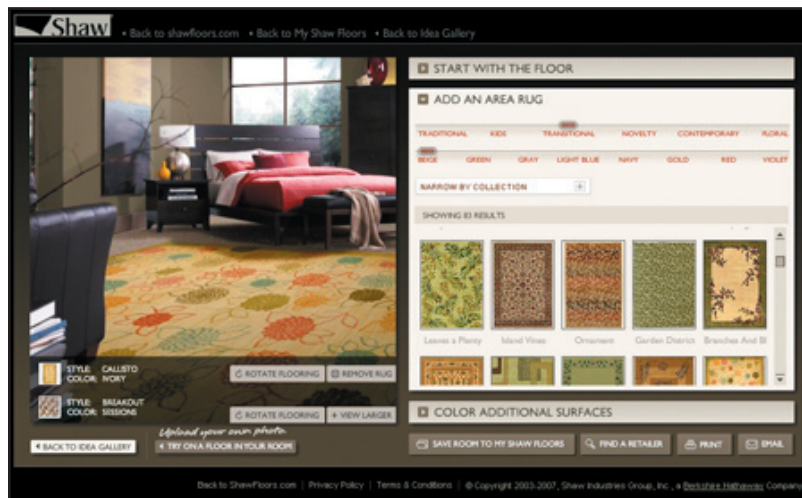 Shaw • Back to shawfloors.com • Back to My Shaw Floors • Back to Idea Gallery
START WITH THE FLOOR
ADD AN AREA RUG
TRADITIONAL KIDS TRANSITIONAL NOVELTY CONTEMPORARY FLORAL
BEIGE GREEN GRAY LIGHT BLUE NAVY GOLD RED VIOLET
NARROW BY COLLECTION
SHOWING 83 RESULTS
Leaves a Plenty Island Vines Ornament Garden District Branches And Bl
STYLE: CALLISTO
COLOR: IVORY
ROTATE FLOORING REMOVE RUG
STYLE: BREAKOUT
COLOR: SESSIONS
ROTATE FLOORING + VIEW LARGER
COLOR ADDITIONAL SURFACES
Upload your own photo
BACK TO IDEA GALLERY TRY ON A FLOOR IN YOUR ROOM
SAVE ROOM TO MY SHAW FLOORS FIND A RETAILER PRINT EMAIL
Back to ShawFloors.com | Privacy Policy | Terms & Conditions | © Copyright 2003-2007, Shaw Industries Group, Inc., a Berkshire Hathaway Company